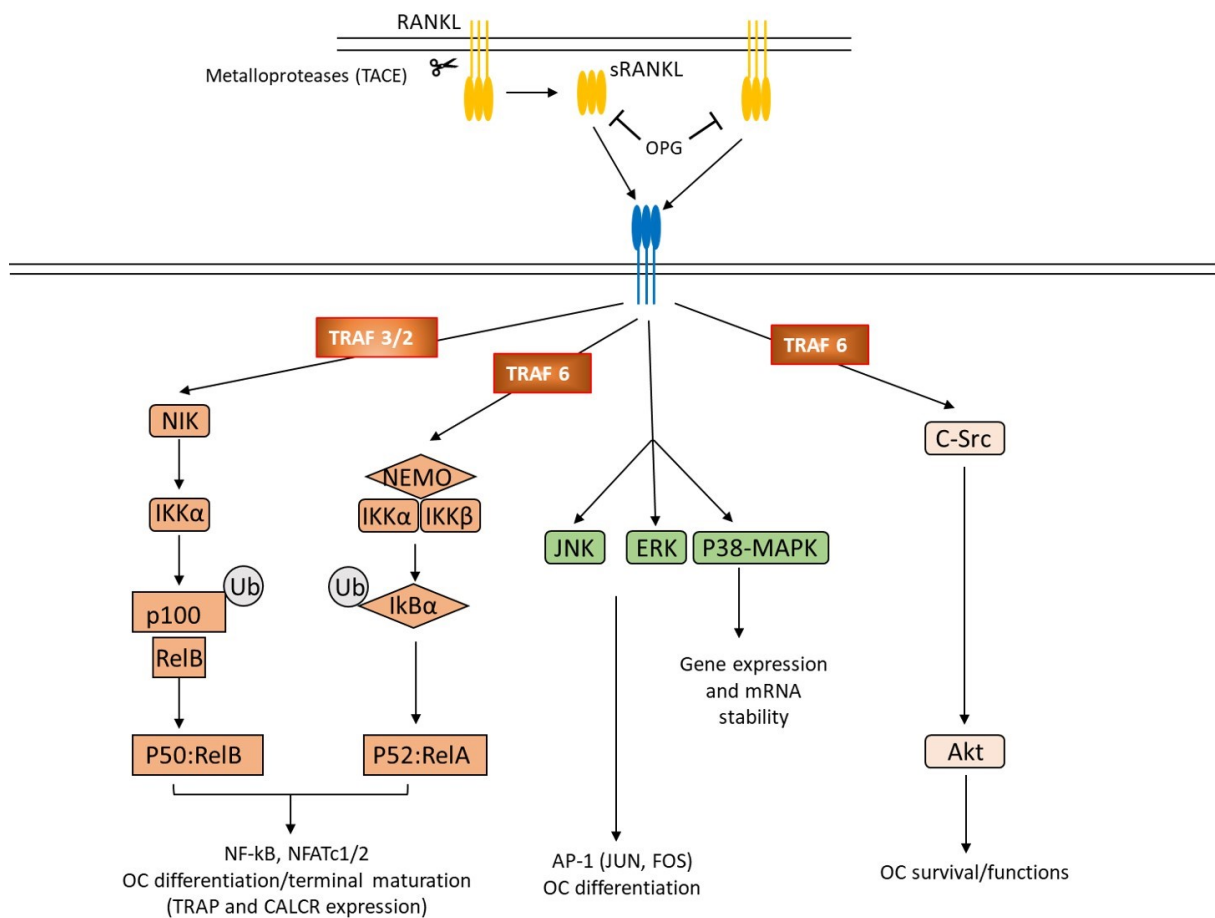 RANKL
Metalloproteases (TACE)
sRANKL
OPG
TRAF 3/2
TRAF 6
TRAF 6
NIK
C-Src
NEMO
IKKα
IKKα
IKKβ
JNK
ERK
P38-MAPK
Ub
Ub
p100
IkBα
RelB
Gene expression
and mRNA
stability
P50:RelB
P52:RelA
Akt
NF-kB, NFATc1/2
OC differentiation/terminal maturation
(TRAP and CALCR expression)
AP-1 (JUN, FOS)
OC differentiation
OC survival/functions